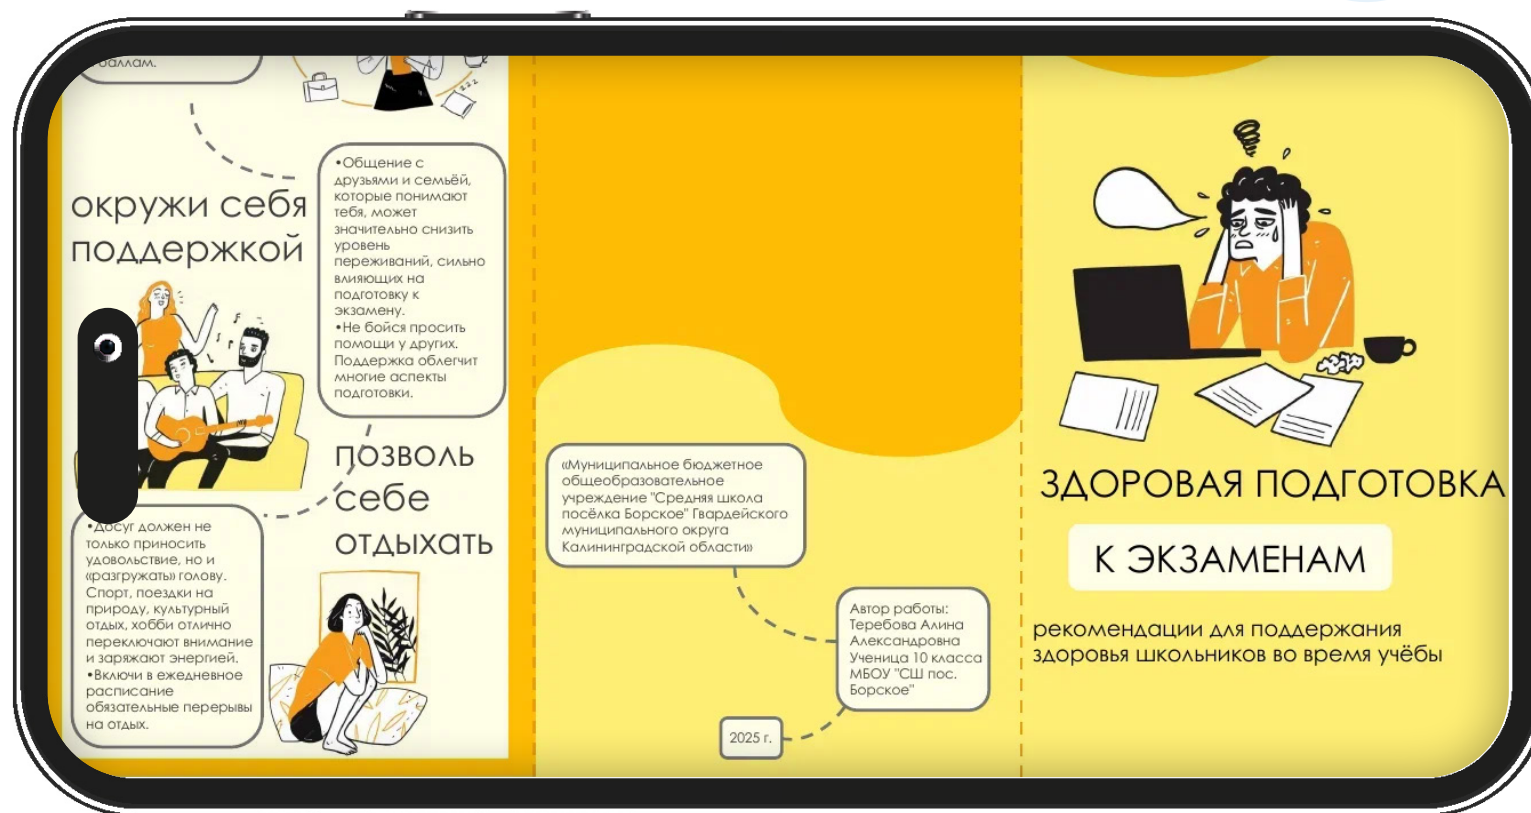 баллам.
окружи себя
поддержкой
•Общение с
друзьями и семьёй,
которые понимают
тебя, может
значительно снизить
уровень
переживаний, сильно
влияющих на
подготовку к
экзамену.
•Не бойся просить
помощи у других.
Поддержка облегчит
многие аспекты
подготовки.
позволь
себе
отдыхать
•Досуг должен не
только приносить
удовольствие, но и
«разгружать» голову.
Спорт, поездки на
природу, культурный
отдых, хобби отлично
переключают внимание
и заряжают энергией.
•Включи в ежедневное
расписание
обязательные перерывы
на отдых.
«Муниципальное бюджетное
общеобразовательное
учреждение "Средняя школа
посёлка Борское" Гвардейского
муниципального округа
Калининградской области»
Автор работы:
Теребова Алина
Александровна
Ученица 10 класса
МБОУ "СШ пос.
Борское"
2025 г.
ЗДОРОВАЯ ПОДГОТОВКА
К ЭКЗАМЕНАМ
рекомендации для поддержания
здоровья школьников во время учёбы